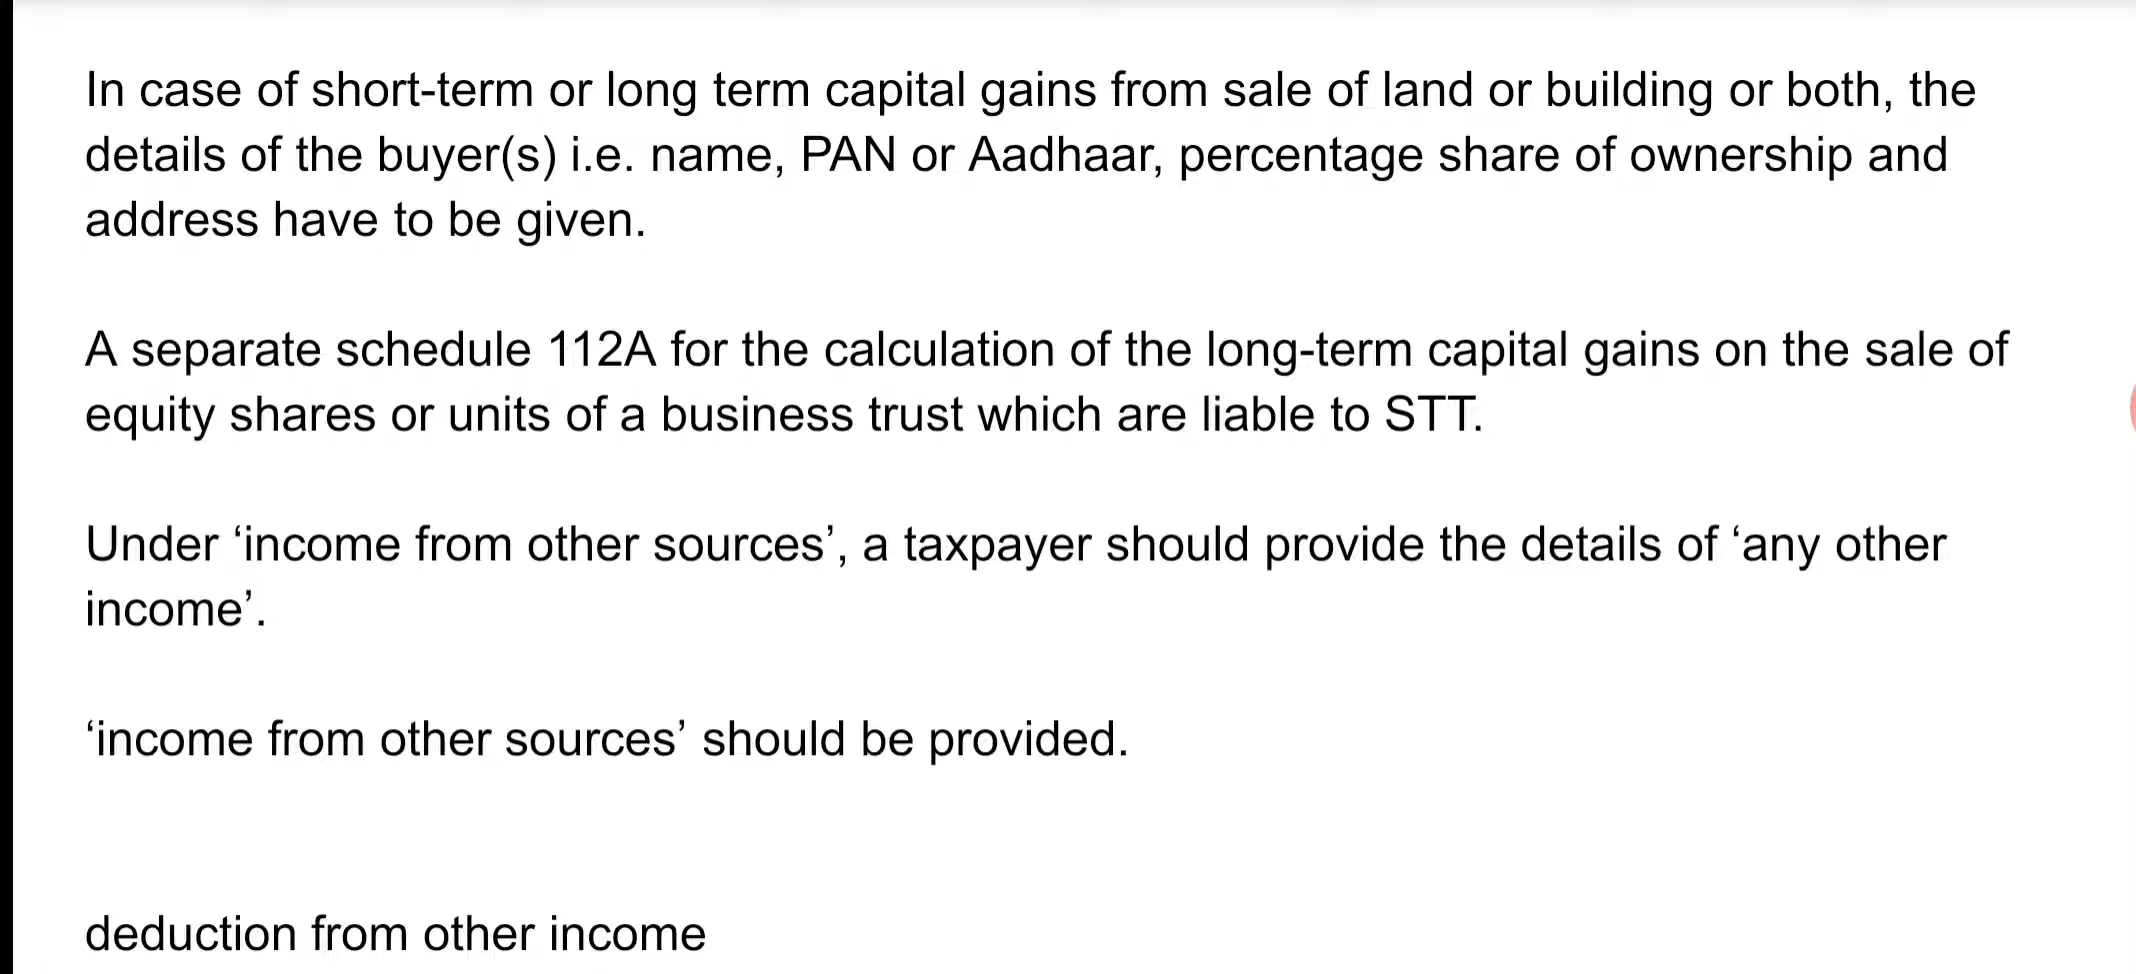 In case of short-term or long term capital gains from sale of land or building or both, the
details of the buyer(s) i.e. name, PAN or Aadhaar, percentage share of ownership and
address have to be given.
A separate schedule 112A for the calculation of the long-term capital gains on the sale of
equity shares or units of a business trust which are liable to STT.
Under ‘income from other sources’, a taxpayer should provide the details of ‘any other
income’.
‘income from other sources’ should be provided.
deduction from other income